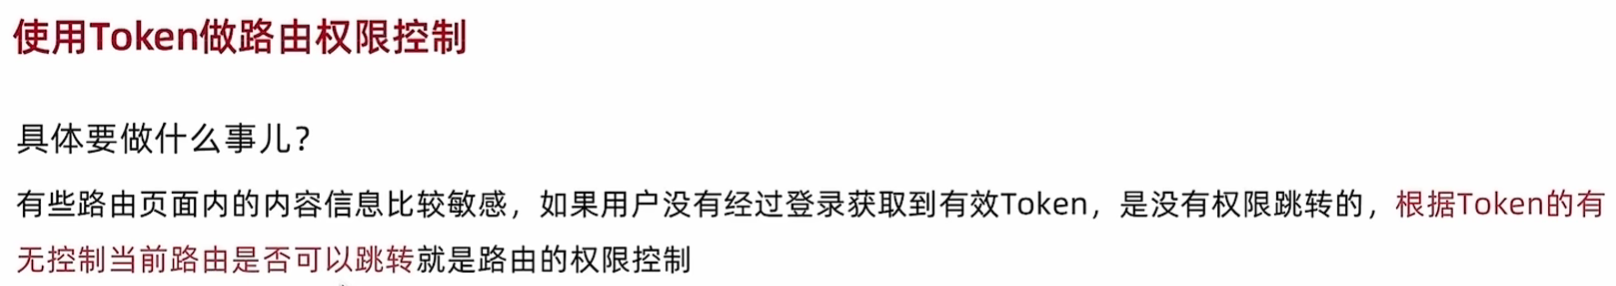 使用Token做路由权限控制
具体要做什么事儿？
有些路由页面内的内容信息比较敏感，如果用户没有经过登录获取到有效Token，是没有权限跳转的，根据Token的有
无控制当前路由是否可以跳转就是路由的权限控制